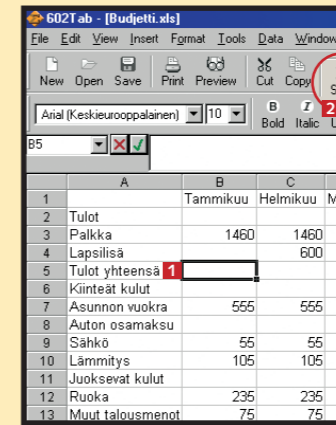 602Tab - [Budjetti.xls]
File Edit View Insert Format Tools Data Window
New Open Save Print Preview Cut Copy S
Arial (Keskieurooppalainen) 10 B I 2
Bold Italic U
B5
A B C
1 Tammikuu Helmikuu M
2 Tulot
3 Palkka 1460 1460
4 Lapsilisä 600
5 Tulot yhteensä 1
6 Kiinteät kulut
7 Asunnon vuokra 555 555
8 Auton osamaksu
9 Sähkö 55 55
10 Lämmitys 105 105
11 Juoksevat kulut
12 Ruoka 235 235
13 Muut talousmenot 75 75